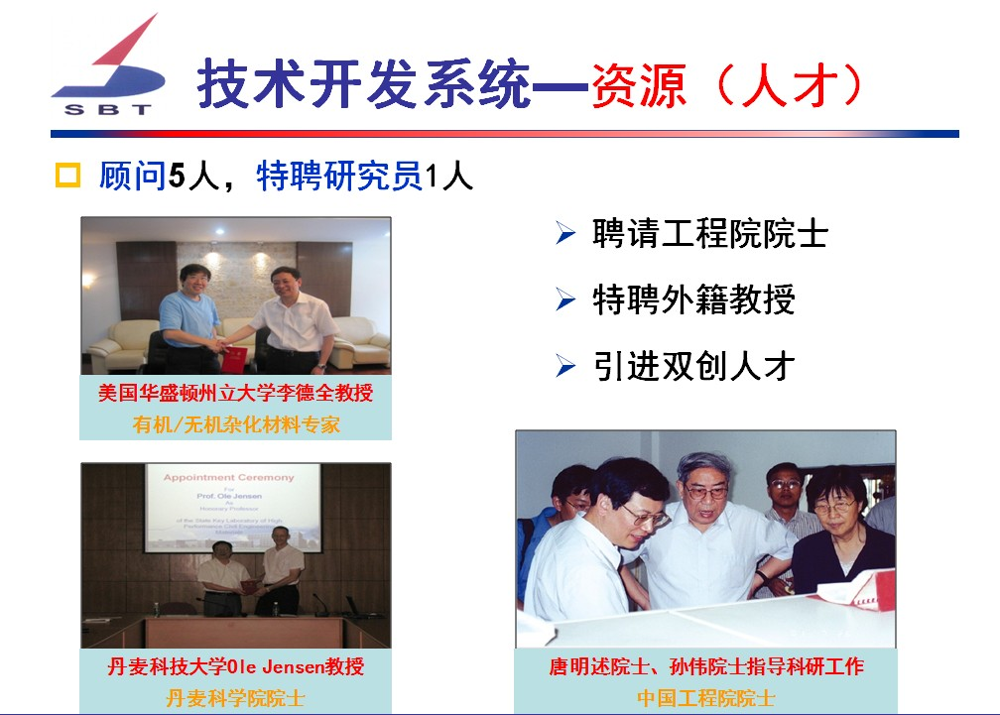 SBT
技术开发系统—资源（人才）
顾问5人，特聘研究员1人
聘请工程院院士
特聘外籍教授
引进双创人才
美国华盛顿州立大学李德全教授
有机/无机杂化材料专家
Appointment Ceremony
For
Prof. Ole Jensen
As
Honorary Professor
of the State Key Laboratory of High
Performance Civil Engineering
Materials
丹麦科技大学Ole Jensen教授
丹麦科学院院士
唐明述院士、孙伟院士指导科研工作
中国工程院院士